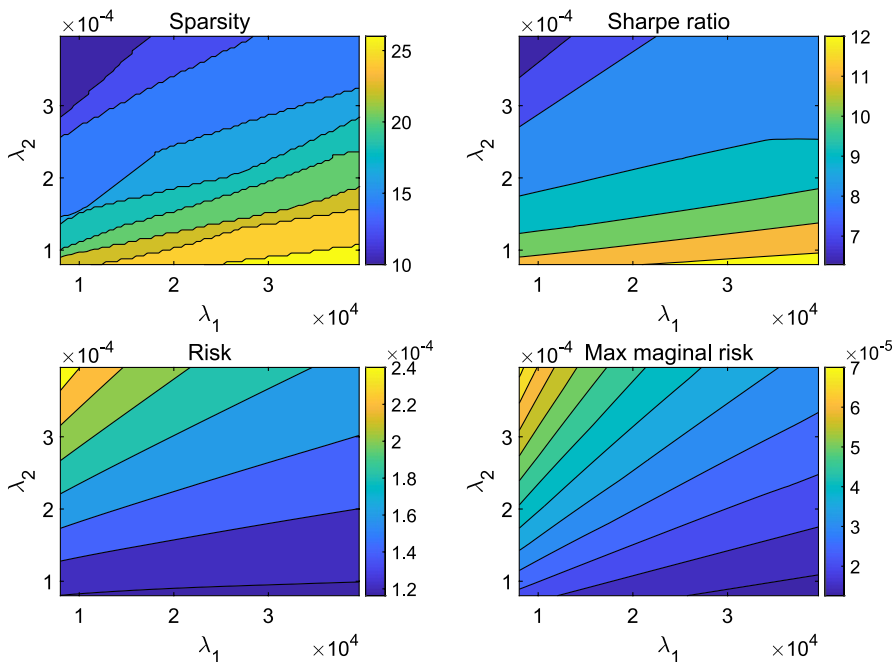 ×10⁻⁴ Sparsity
25
20
15
10
3
2
1
λ₂
1 2 3
λ₁ ×10⁴
×10⁻⁴ Sharpe ratio
12
11
10
9
8
7
3
2
1
λ₂
1 2 3
λ₁ ×10⁴
×10⁻⁴ Risk ×10⁻⁴
2.4
2.2
2
1.8
1.6
1.4
1.2
3
2
1
λ₂
1 2 3
λ₁ ×10⁴
×10⁻⁴ Max maginal risk ×10⁻⁵
7
6
5
4
3
2
3
2
1
λ₂
1 2 3
λ₁ ×10⁴